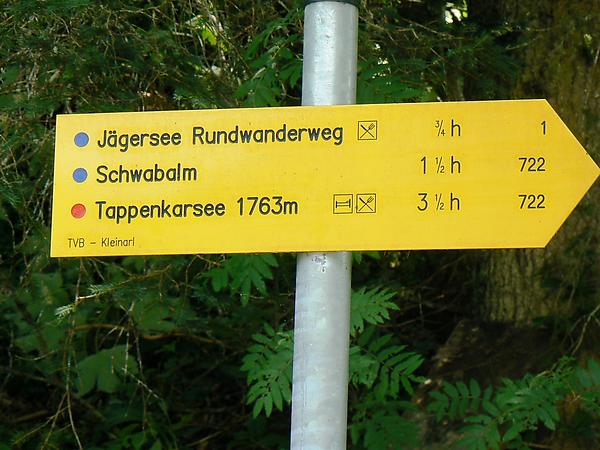 Jägersee Rundwanderweg ¾ h 1
Schwabalm 1 ½ h 722
Tappenkarsee 1763m 3 ½ h 722
TVB - Kleinarl